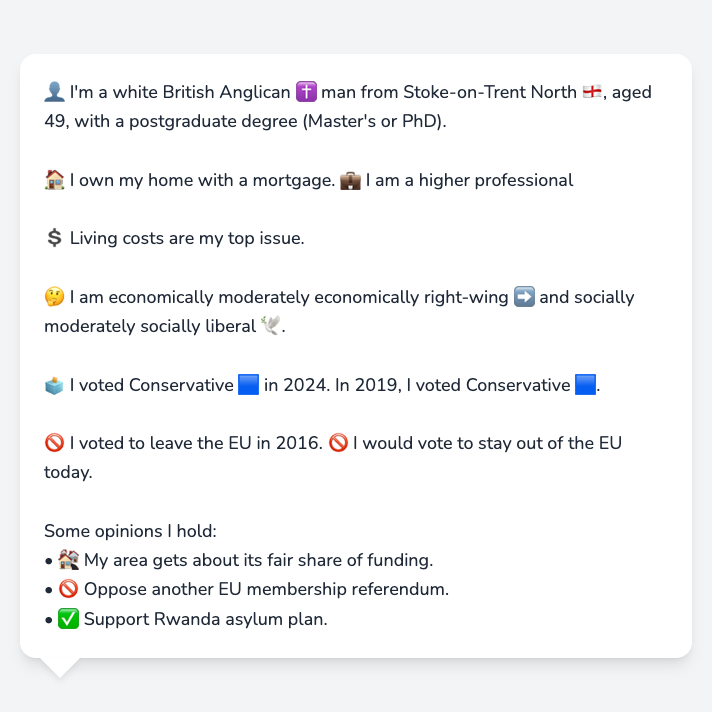 👤 I'm a white British Anglican ✝️ man from Stoke-on-Trent North 🏴󠁧󠁢󠁥󠁮󠁧󠁿, aged
49, with a postgraduate degree (Master's or PhD).
🏠 I own my home with a mortgage. 💼 I am a higher professional
💲 Living costs are my top issue.
🤔 I am economically moderately economically right-wing ➡️ and socially
moderately socially liberal 🕊️.
🗳️ I voted Conservative 🟦 in 2024. In 2019, I voted Conservative 🟦.
🚫 I voted to leave the EU in 2016. 🚫 I would vote to stay out of the EU
today.
Some opinions I hold:
• 🏘️ My area gets about its fair share of funding.
• 🚫 Oppose another EU membership referendum.
• ✅ Support Rwanda asylum plan.